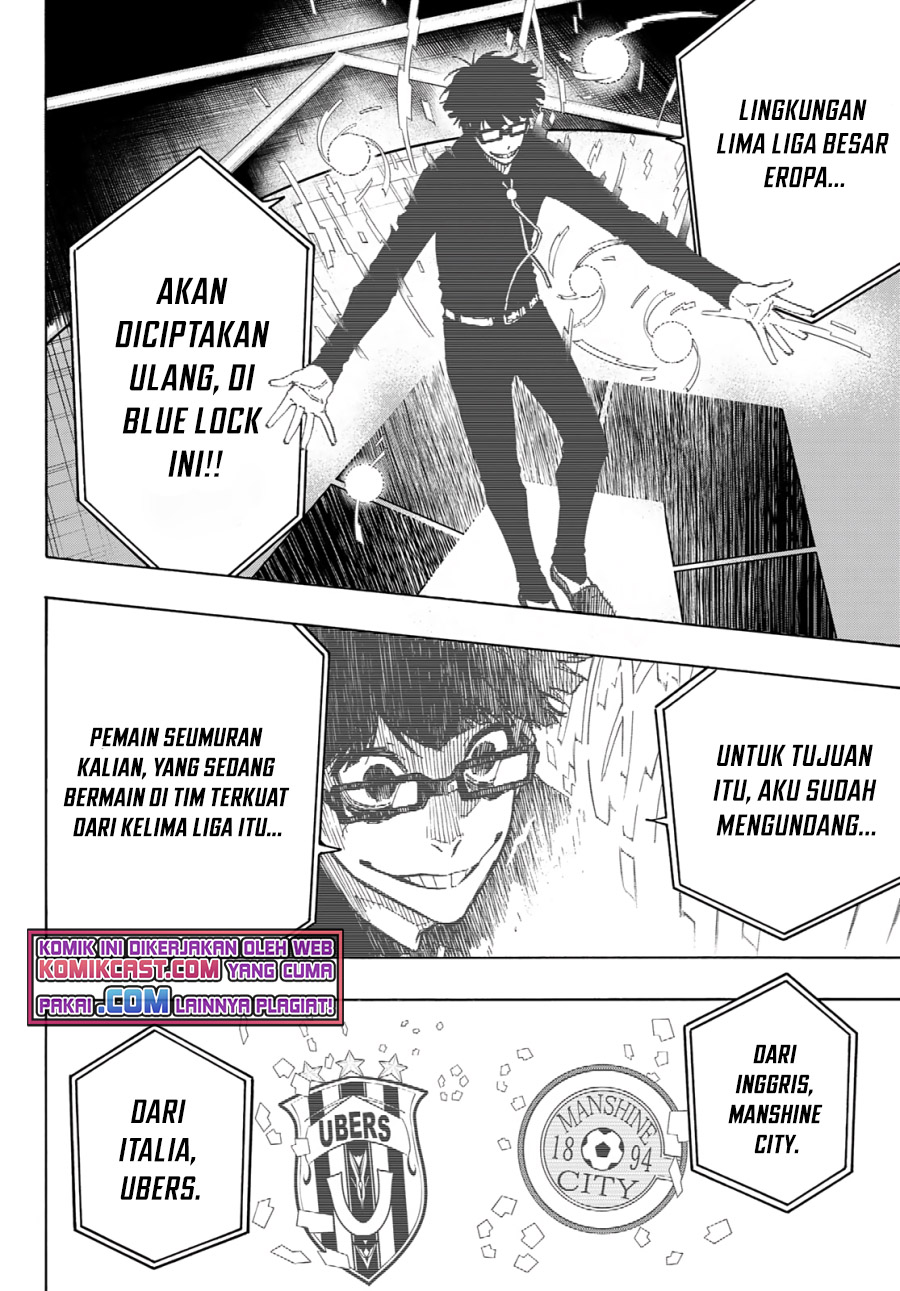 LINGKUNGAN
LIMA LIGA BESAR
EROPA...
AKAN
DICIPTAKAN
ULANG, DI
BLUE LOCK
INI!!
UNTUK TUJUAN
ITU, AKU SUDAH
MENGUNDANG...
PEMAIN SEUMURAN
KALIAN, YANG SEDANG
BERMAIN DI TIM TERKUAT
DARI KELIMA LIGA ITU...
KOMIK INI DIKERJAKAN OLEH WEB
KOMIKCAST.COM YANG CUMA
PAKAI .COM LAINNYA PLAGIAT!
DARI
INGGRIS,
MANSHINE
CITY.
MANSHINE
1894
CITY
UBERS
U
DARI
ITALIA,
UBERS.